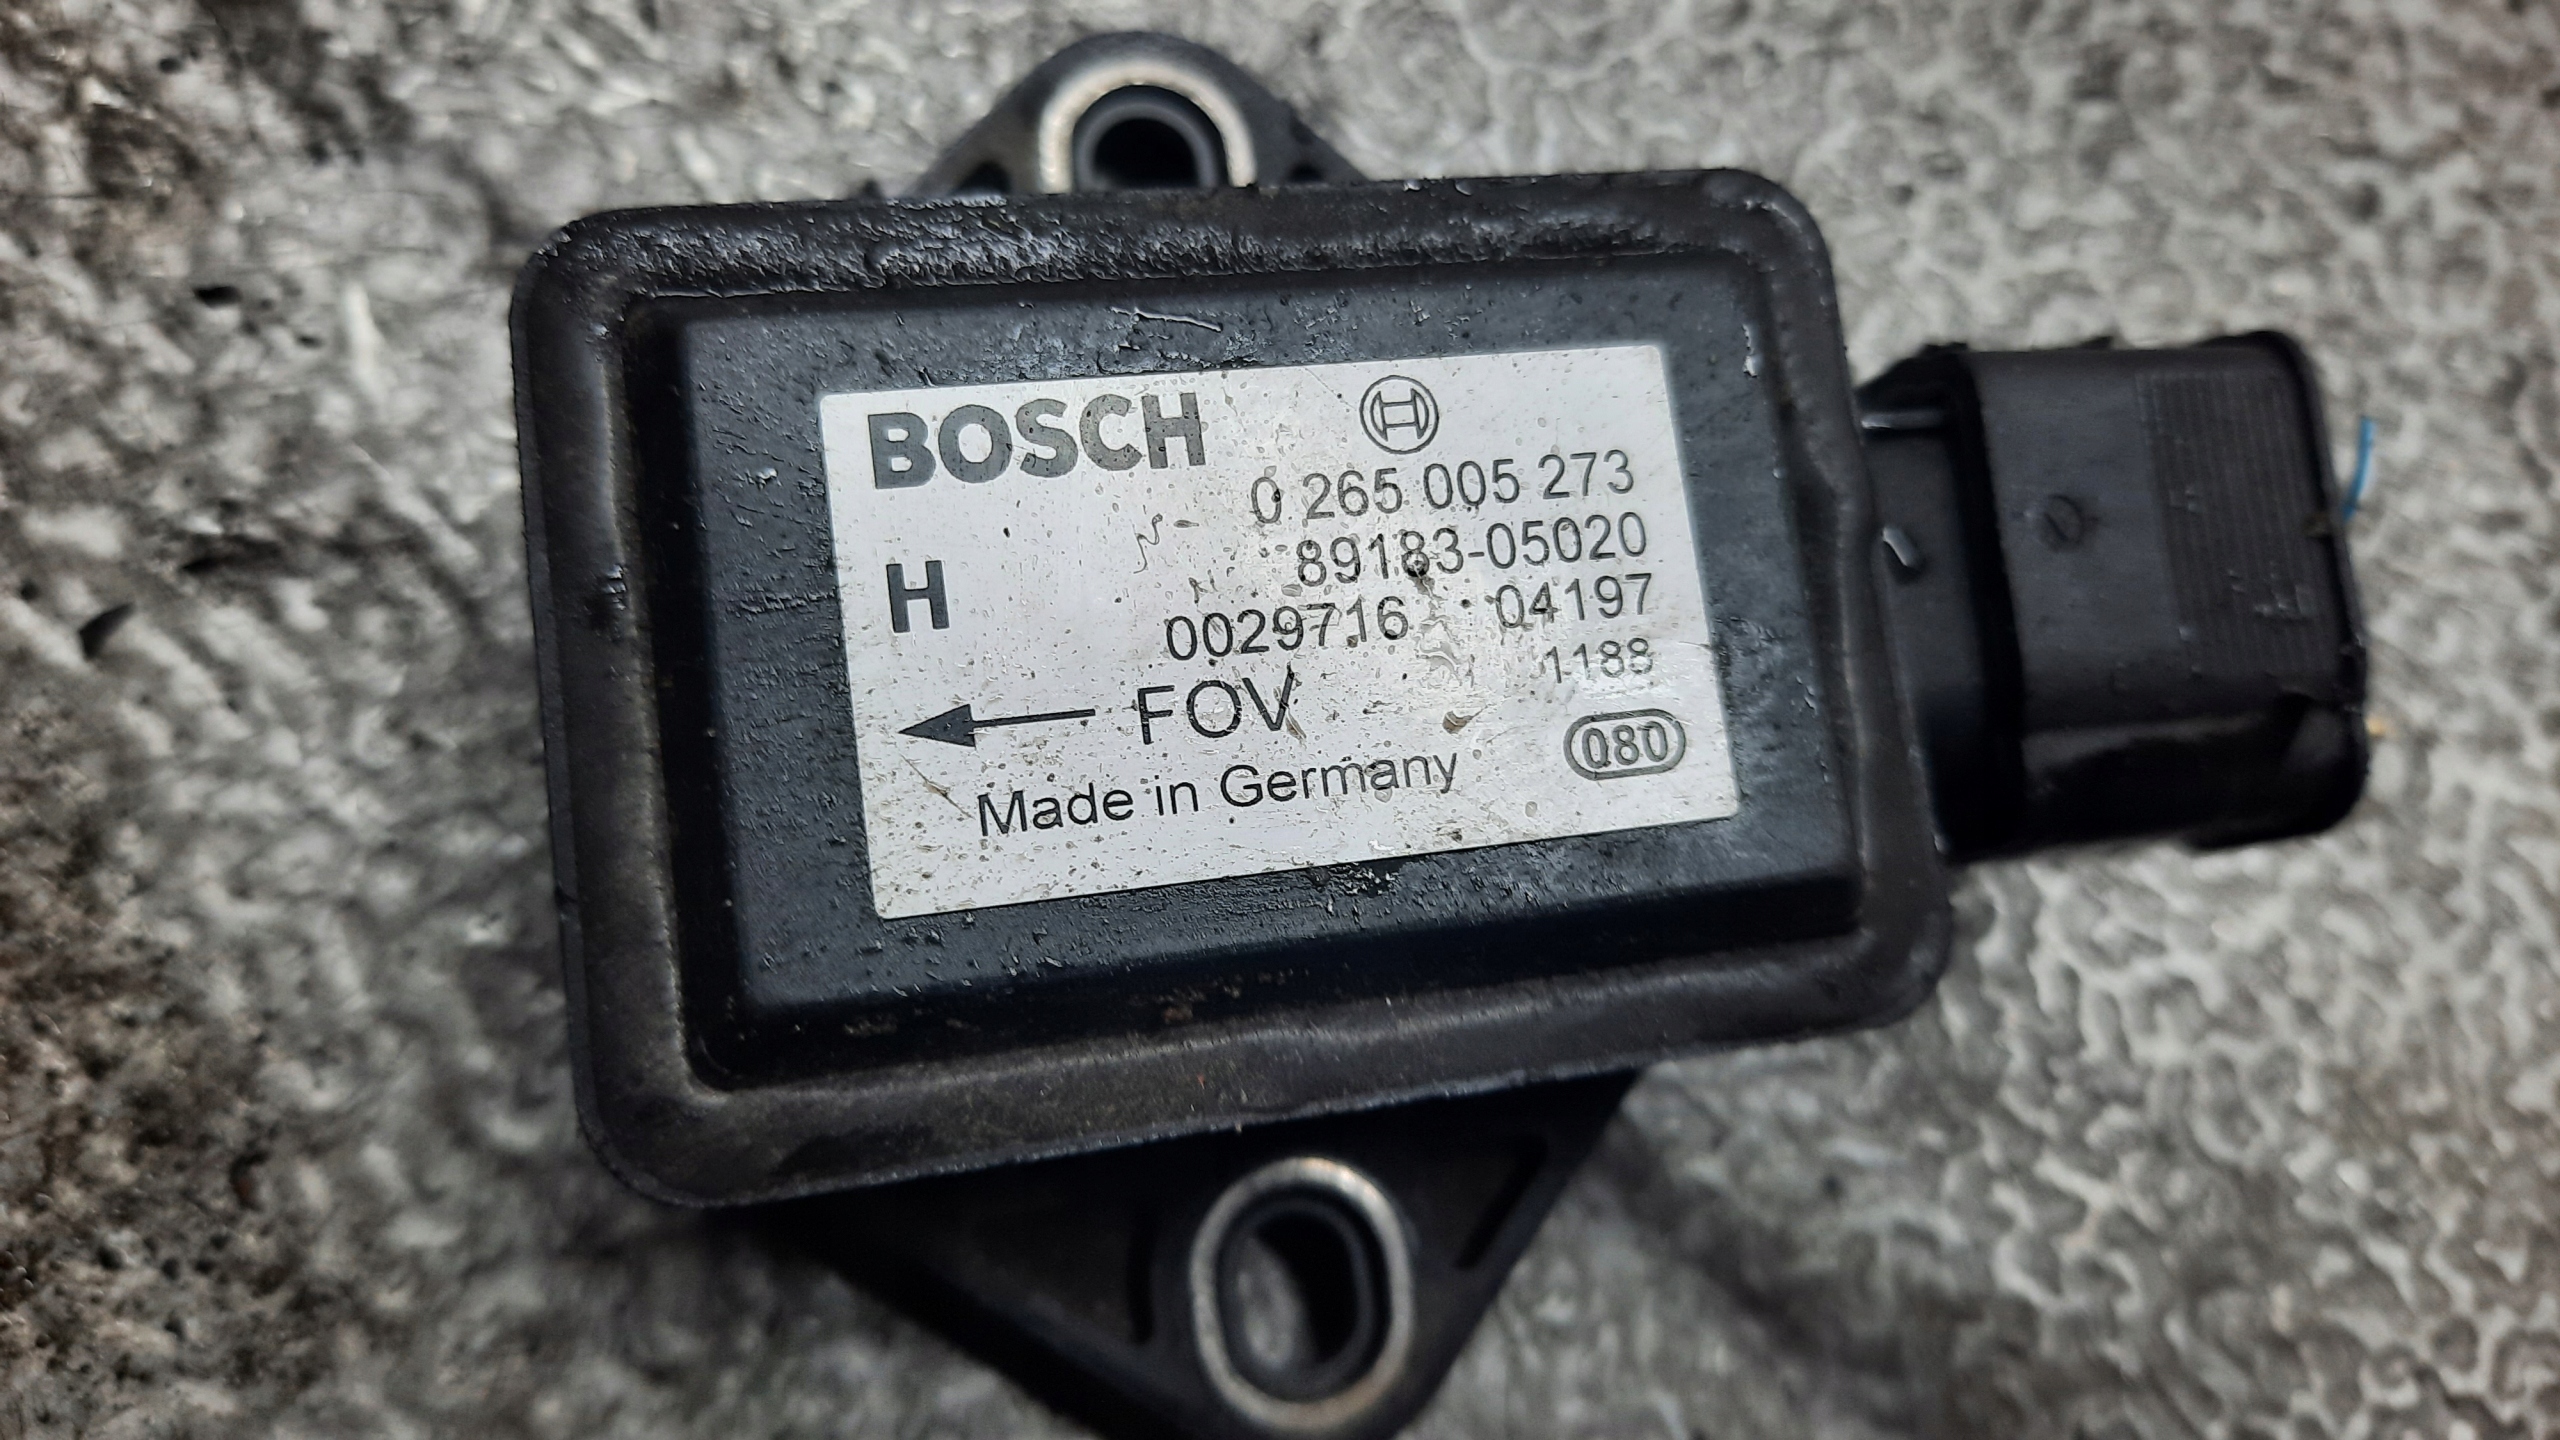 BOSCH
0 265 005 273
89183-05020
H
0029716 04197
1188
FOV
080
Made in Germany